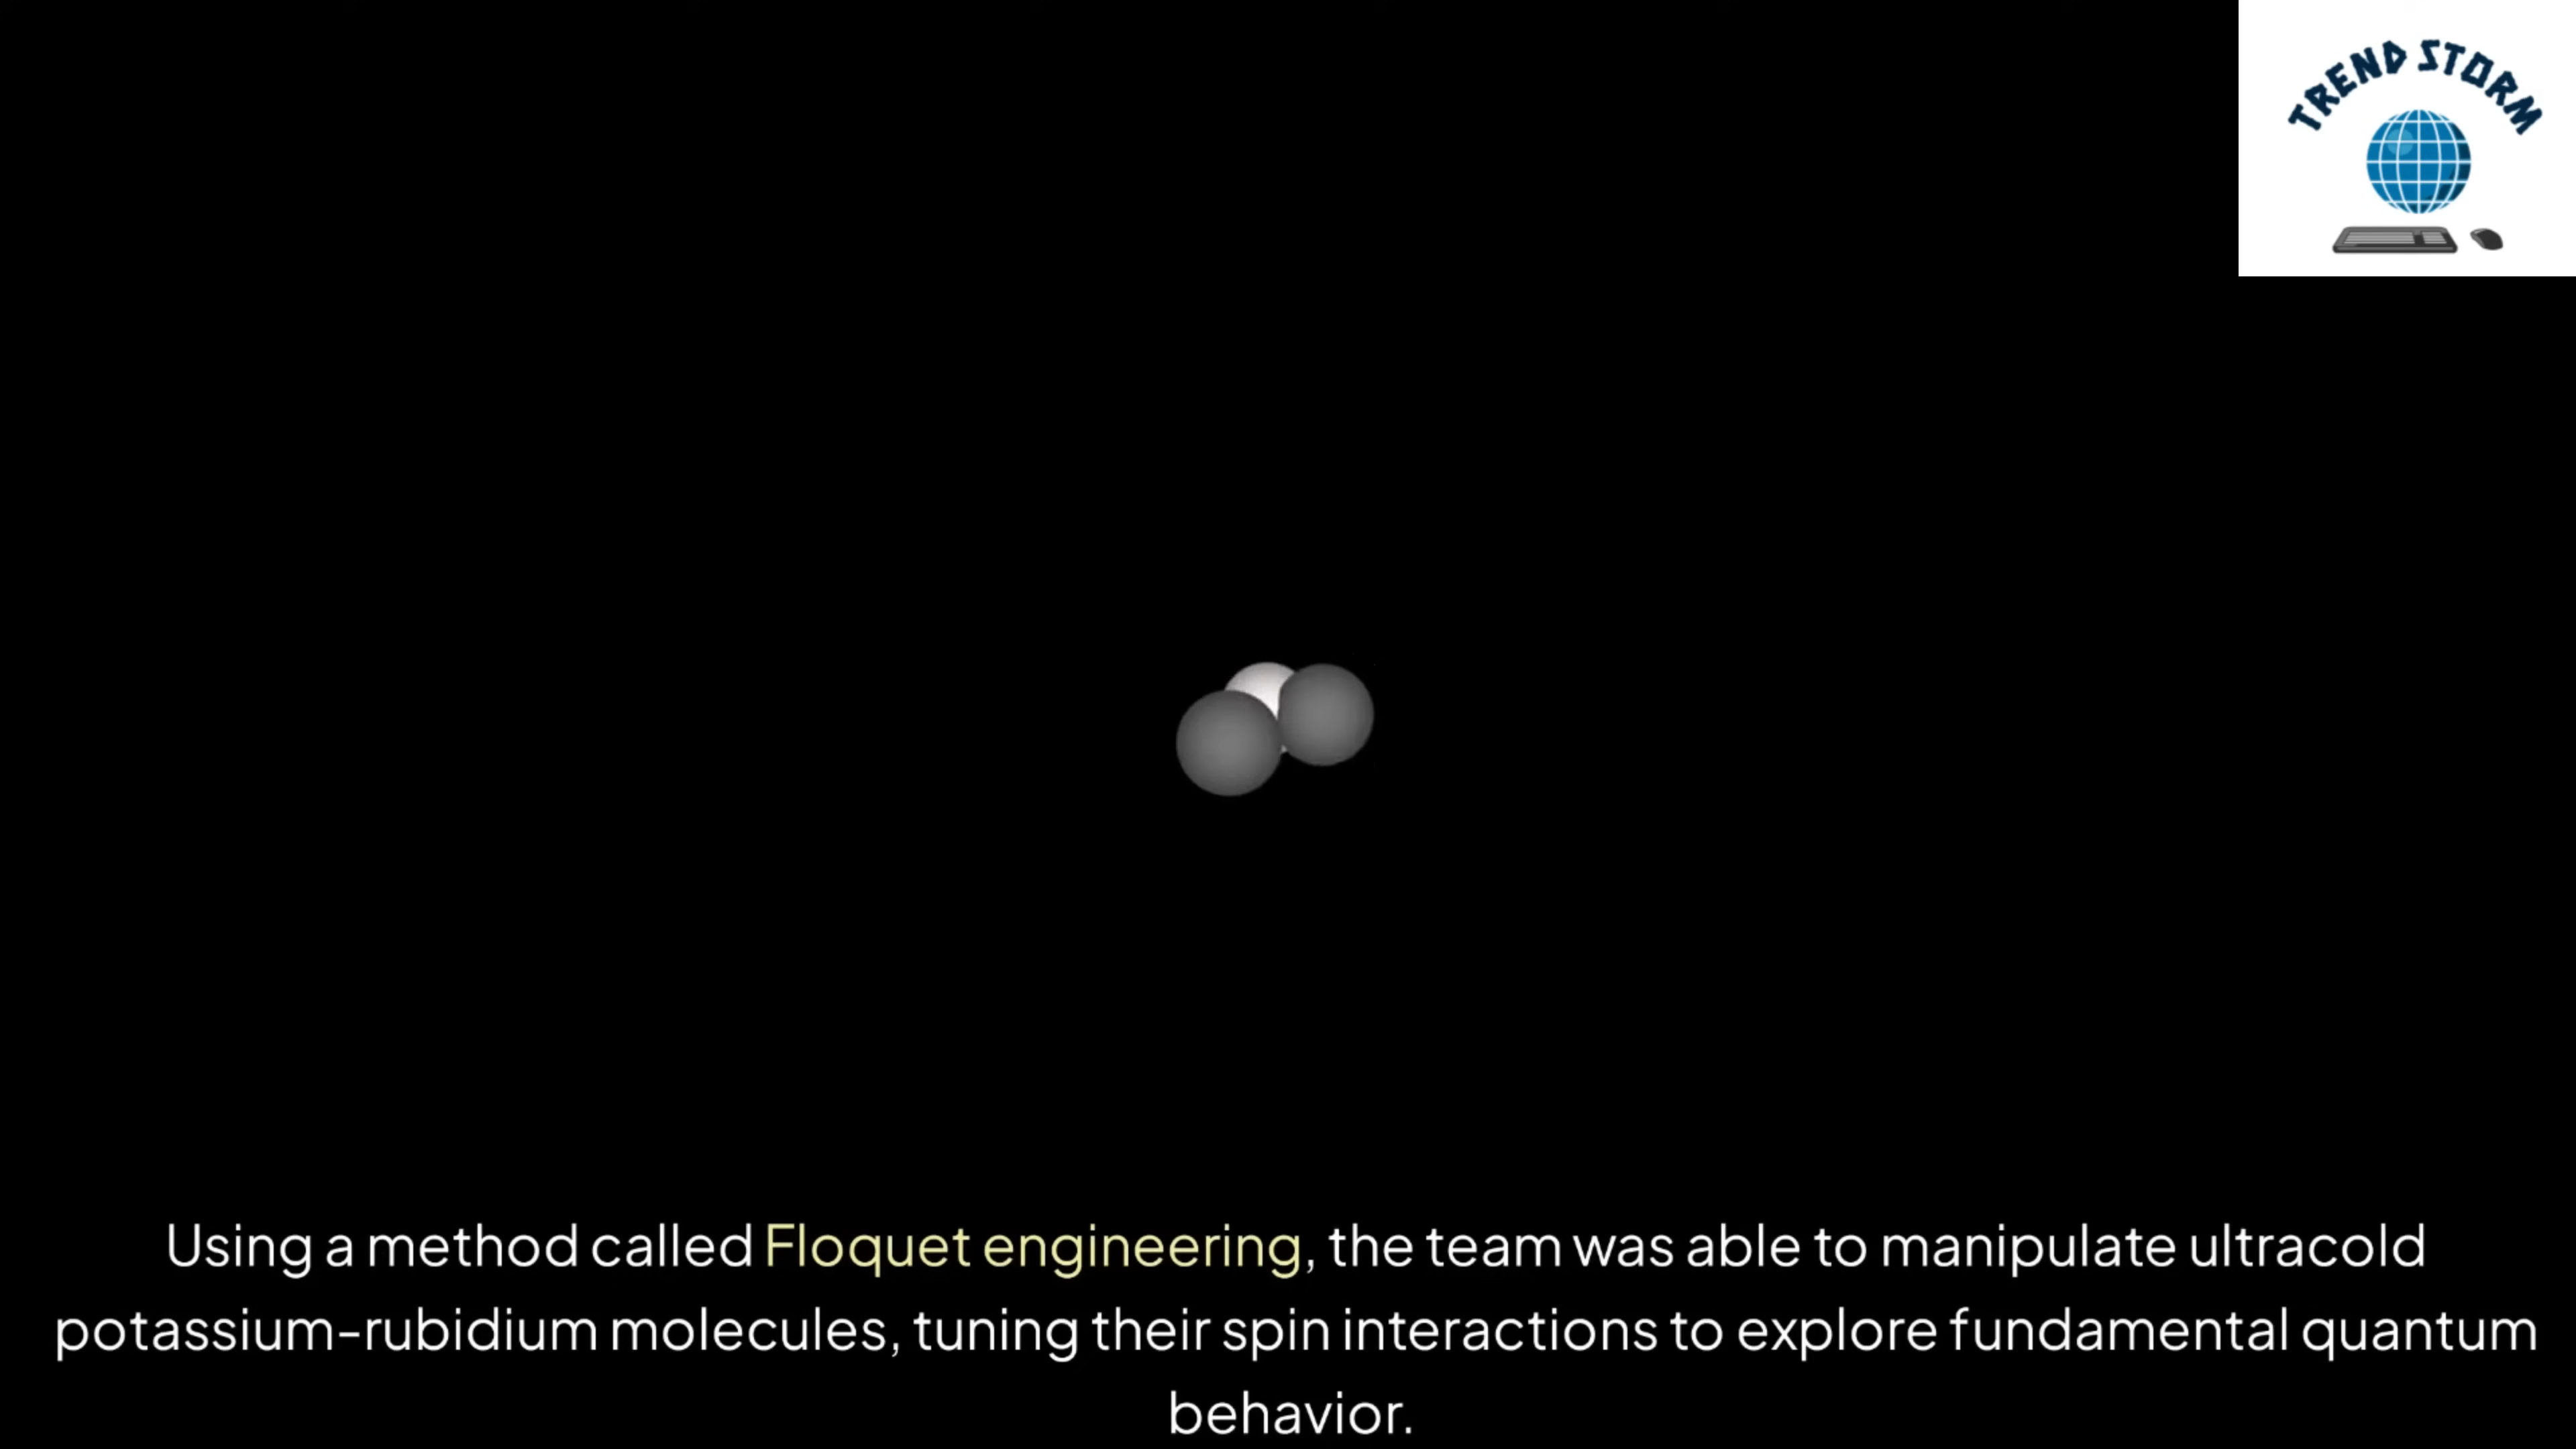 TREND STORM
Using a method called Floquet engineering, the team was able to manipulate ultracold
potassium-rubidium molecules, tuning their spin interactions to explore fundamental quantum
behavior.